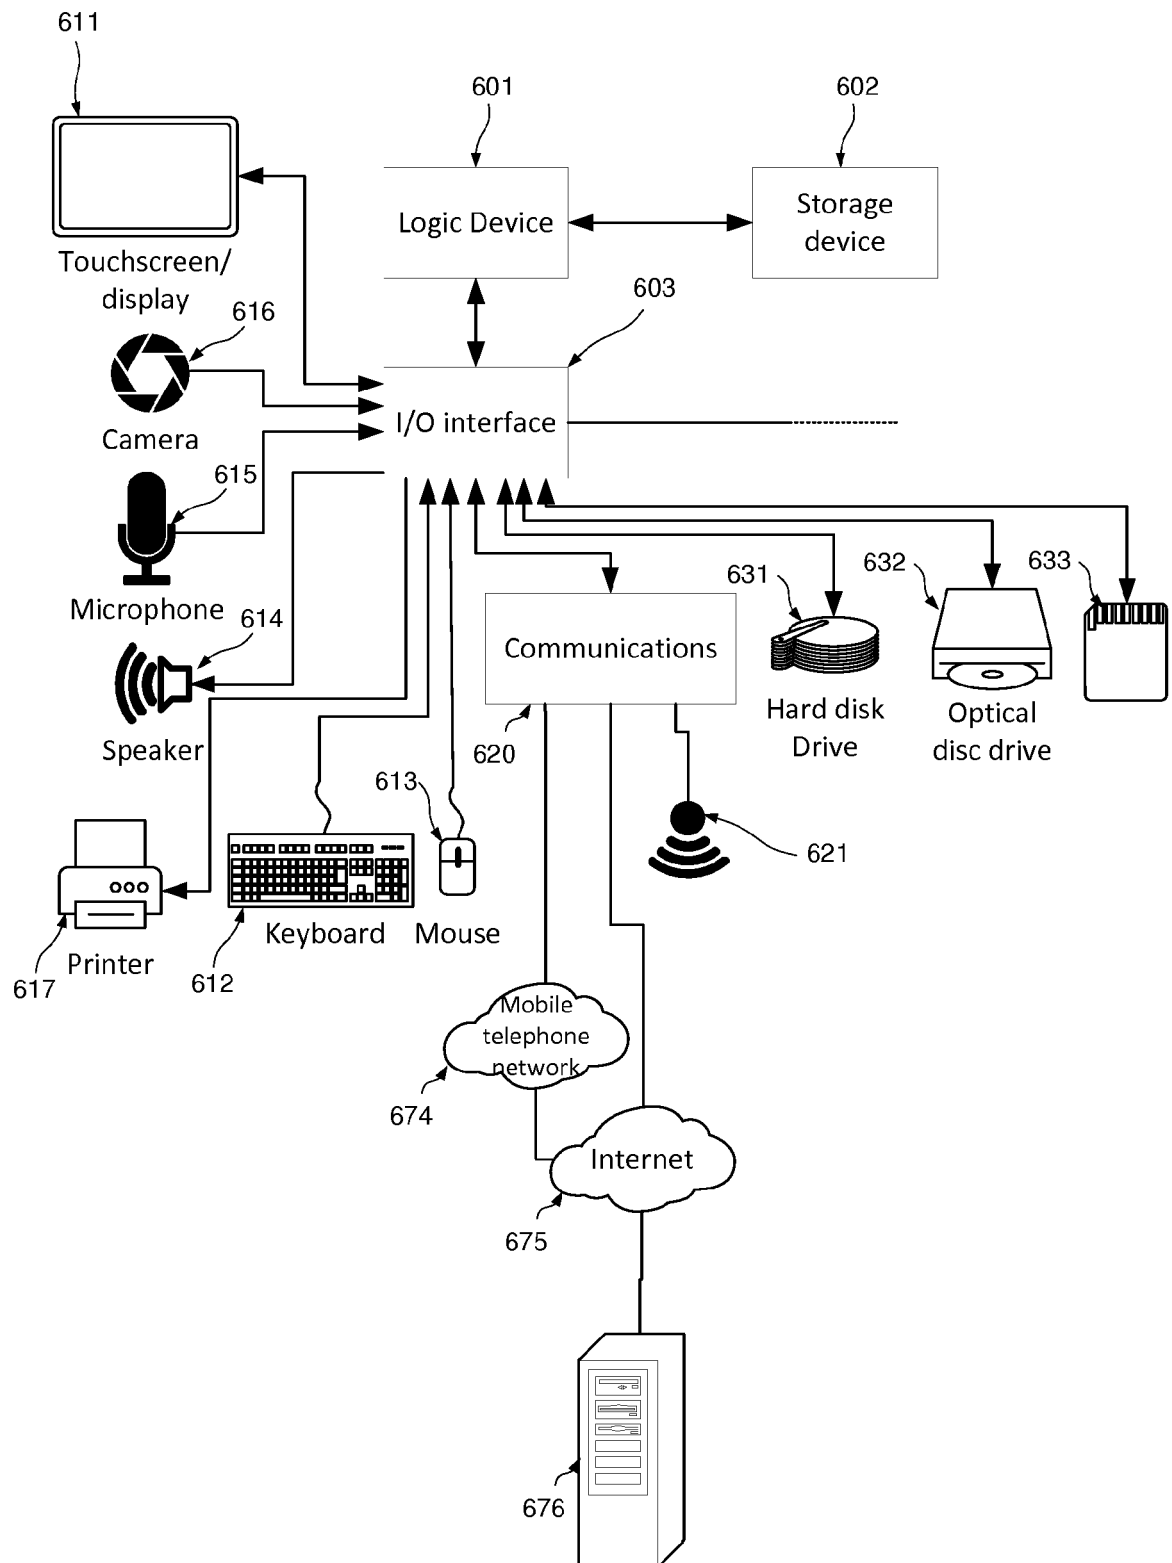 611
601
602
Logic Device
Storage
device
Touchscreen/
display
603
616
I/O interface
Camera
615
631
632
633
Microphone
614
Communications
Hard disk
Drive
Optical
disc drive
Speaker
620
613
621
Keyboard
Mouse
Printer
617
612
Mobile
telephone
network
674
Internet
675
676